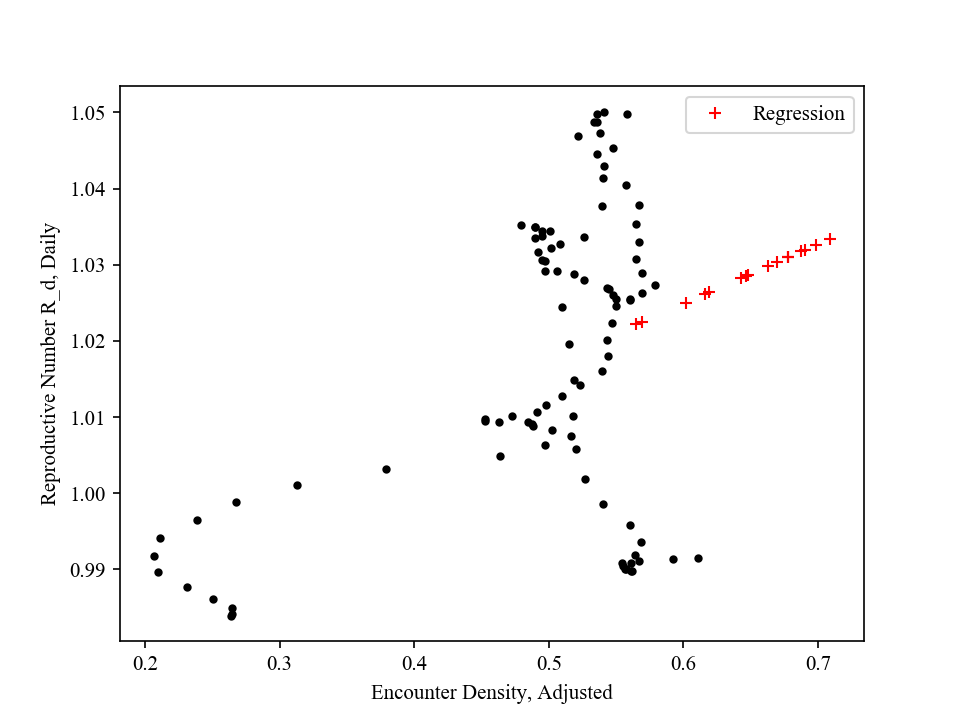 Regression
1.05
1.04
1.03
1.02
1.01
1.00
0.99
Reproductive Number R_d, Daily
0.2 0.3 0.4 0.5 0.6 0.7
Encounter Density, Adjusted